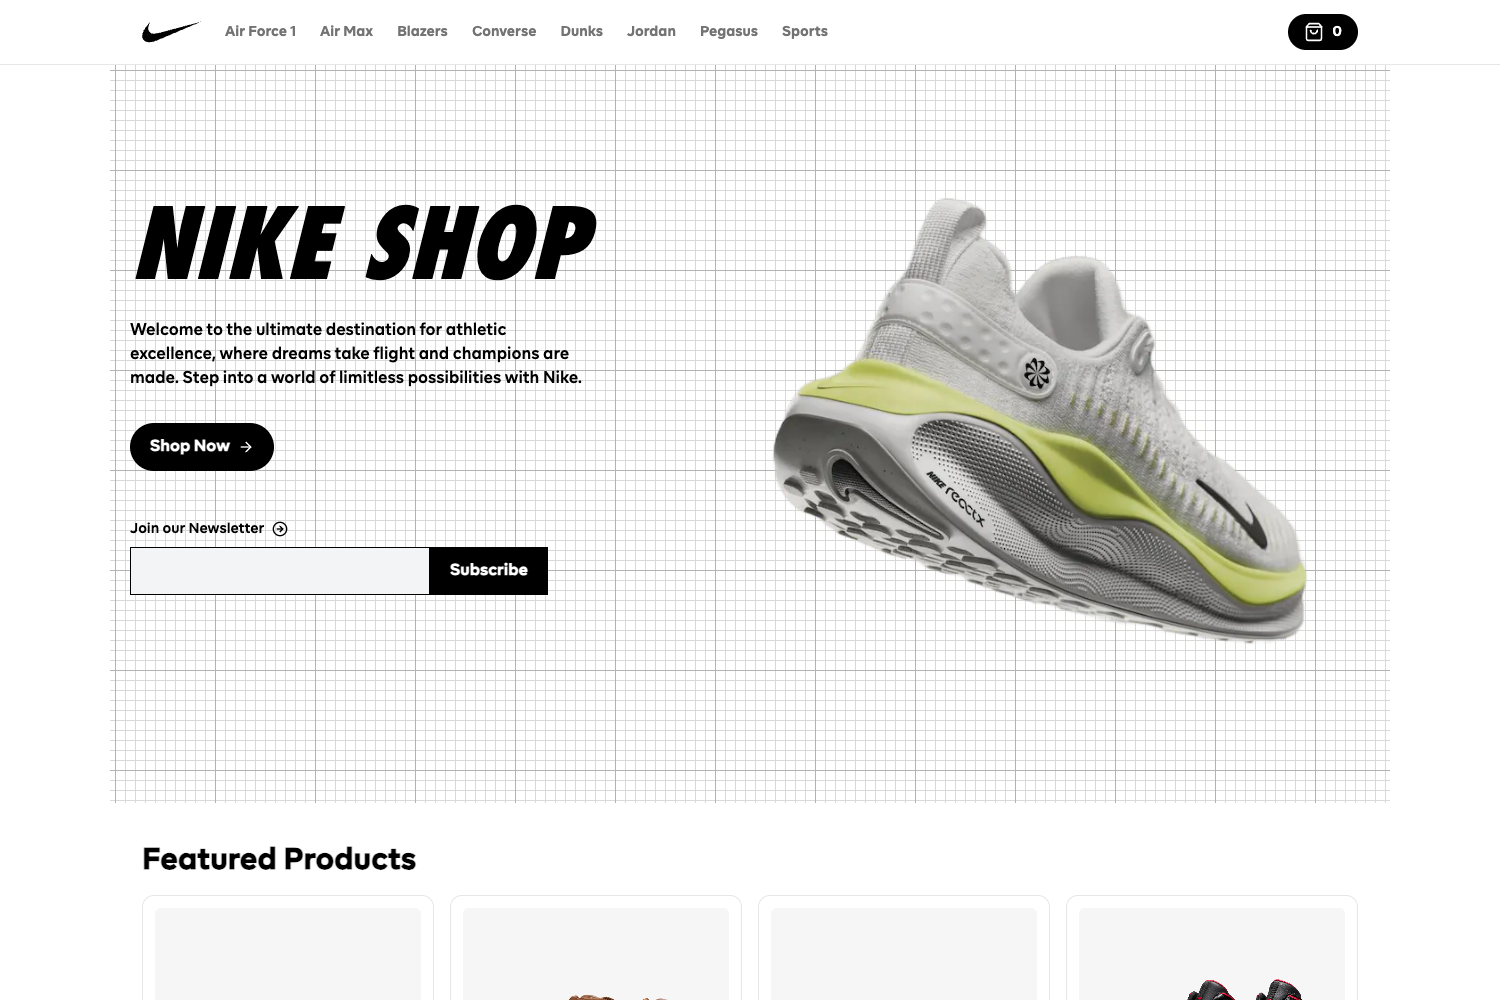 Air Force 1 Air Max Blazers Converse Dunks Jordan Pegasus Sports 0
NIKE SHOP
Welcome to the ultimate destination for athletic
excellence, where dreams take flight and champions are
made. Step into a world of limitless possibilities with Nike.
Shop Now
Join our Newsletter
Subscribe
NIKE reactx
Featured Products